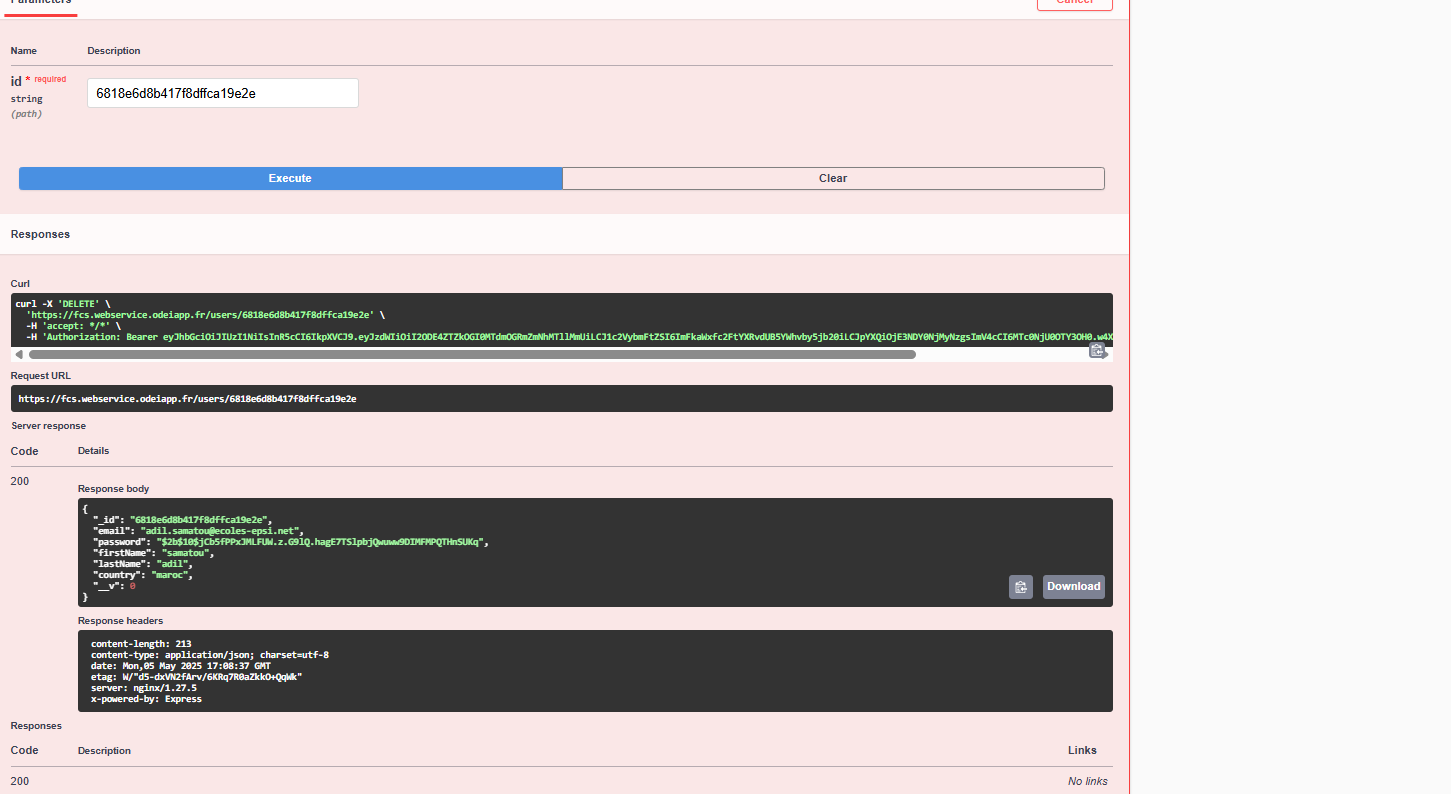 Parameters
Cancel
Name Description
id * required
string
(path)
6818e6d8b417f8dffca19e2e
Execute Clear
Responses
Curl
curl -X 'DELETE' \
'https://fcs.webservice.odeiapp.fr/users/6818e6d8b417f8dffca19e2e' \
-H 'accept: */*' \
-H 'Authorization: Bearer
Request URL
https://fcs.webservice.odeiapp.fr/users/6818e6d8b417f8dffca19e2e
Server response
Code Details
200
Response body
{
"_id": "6818e6d8b417f8dffca19e2e",
"email": "adil.samatou@ecoles-epsi.net",
"password": "$2b$10$jCb5fPPxJMLFUW.z.G9lQ.hagE7TSlpbjQwuww9DIMFMPQTHnSUKq",
"firstName": "samatou",
"lastName": "adil",
"country": "maroc",
"__v": 0
}
Download
Response headers
content-length: 213
content-type: application/json; charset=utf-8
date: Mon,05 May 2025 17:08:37 GMT
etag: W/"d5-dxVN2fArv/6KRq7R0aZkkO+QqWk"
server: nginx/1.27.5
x-powered-by: Express
Responses
Code Description Links
200 No links